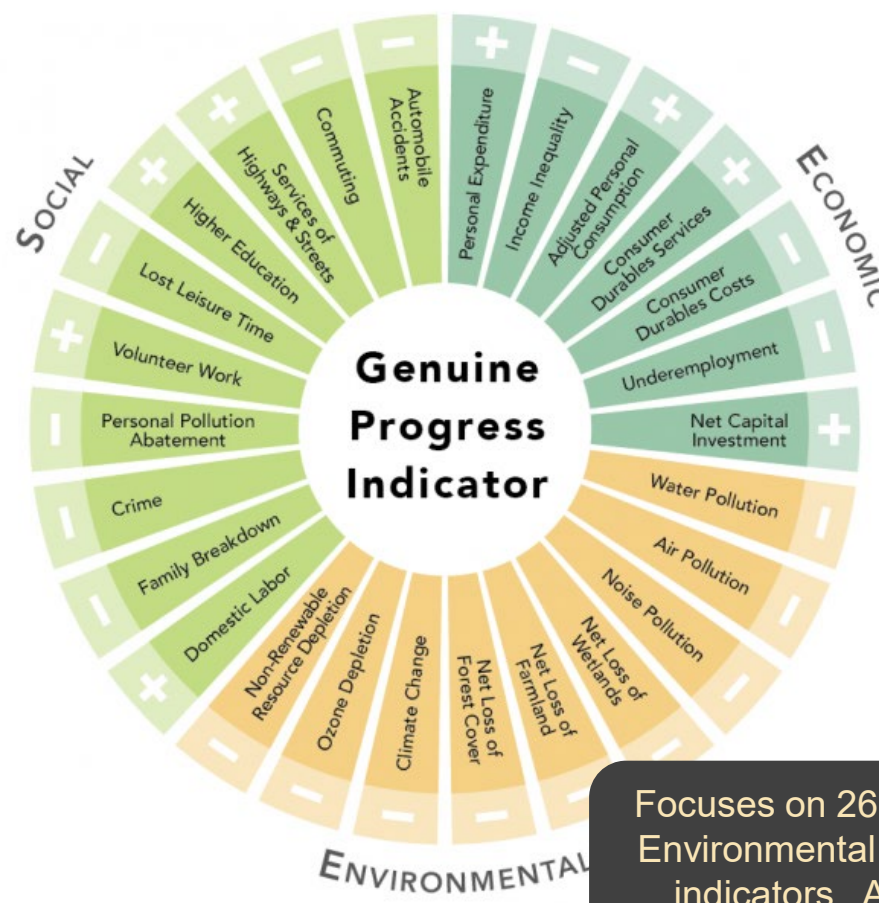 SOCIAL
ECONOMIC
ENVIRONMENTAL
Genuine
Progress
Indicator
+
Personal Expenditure
−
Income Inequality
+
Adjusted Personal
Consumption
+
Consumer
Durables Services
−
Consumer
Durables Costs
−
Underemployment
+
Net Capital
Investment
−
Water Pollution
−
Air Pollution
−
Noise Pollution
−
Net Loss of
Wetlands
−
Net Loss of
Farmland
−
Net Loss of
Forest Cover
−
Climate Change
−
Ozone Depletion
−
Non-Renewable
Resource Depletion
+
Domestic Labor
−
Family Breakdown
−
Crime
−
Personal Pollution
Abatement
+
Volunteer Work
−
Lost Leisure Time
+
Higher Education
+
Services of
Highways & Streets
−
Commuting
−
Automobile
Accidents
Focuses on 26
Environmental
indicators. A